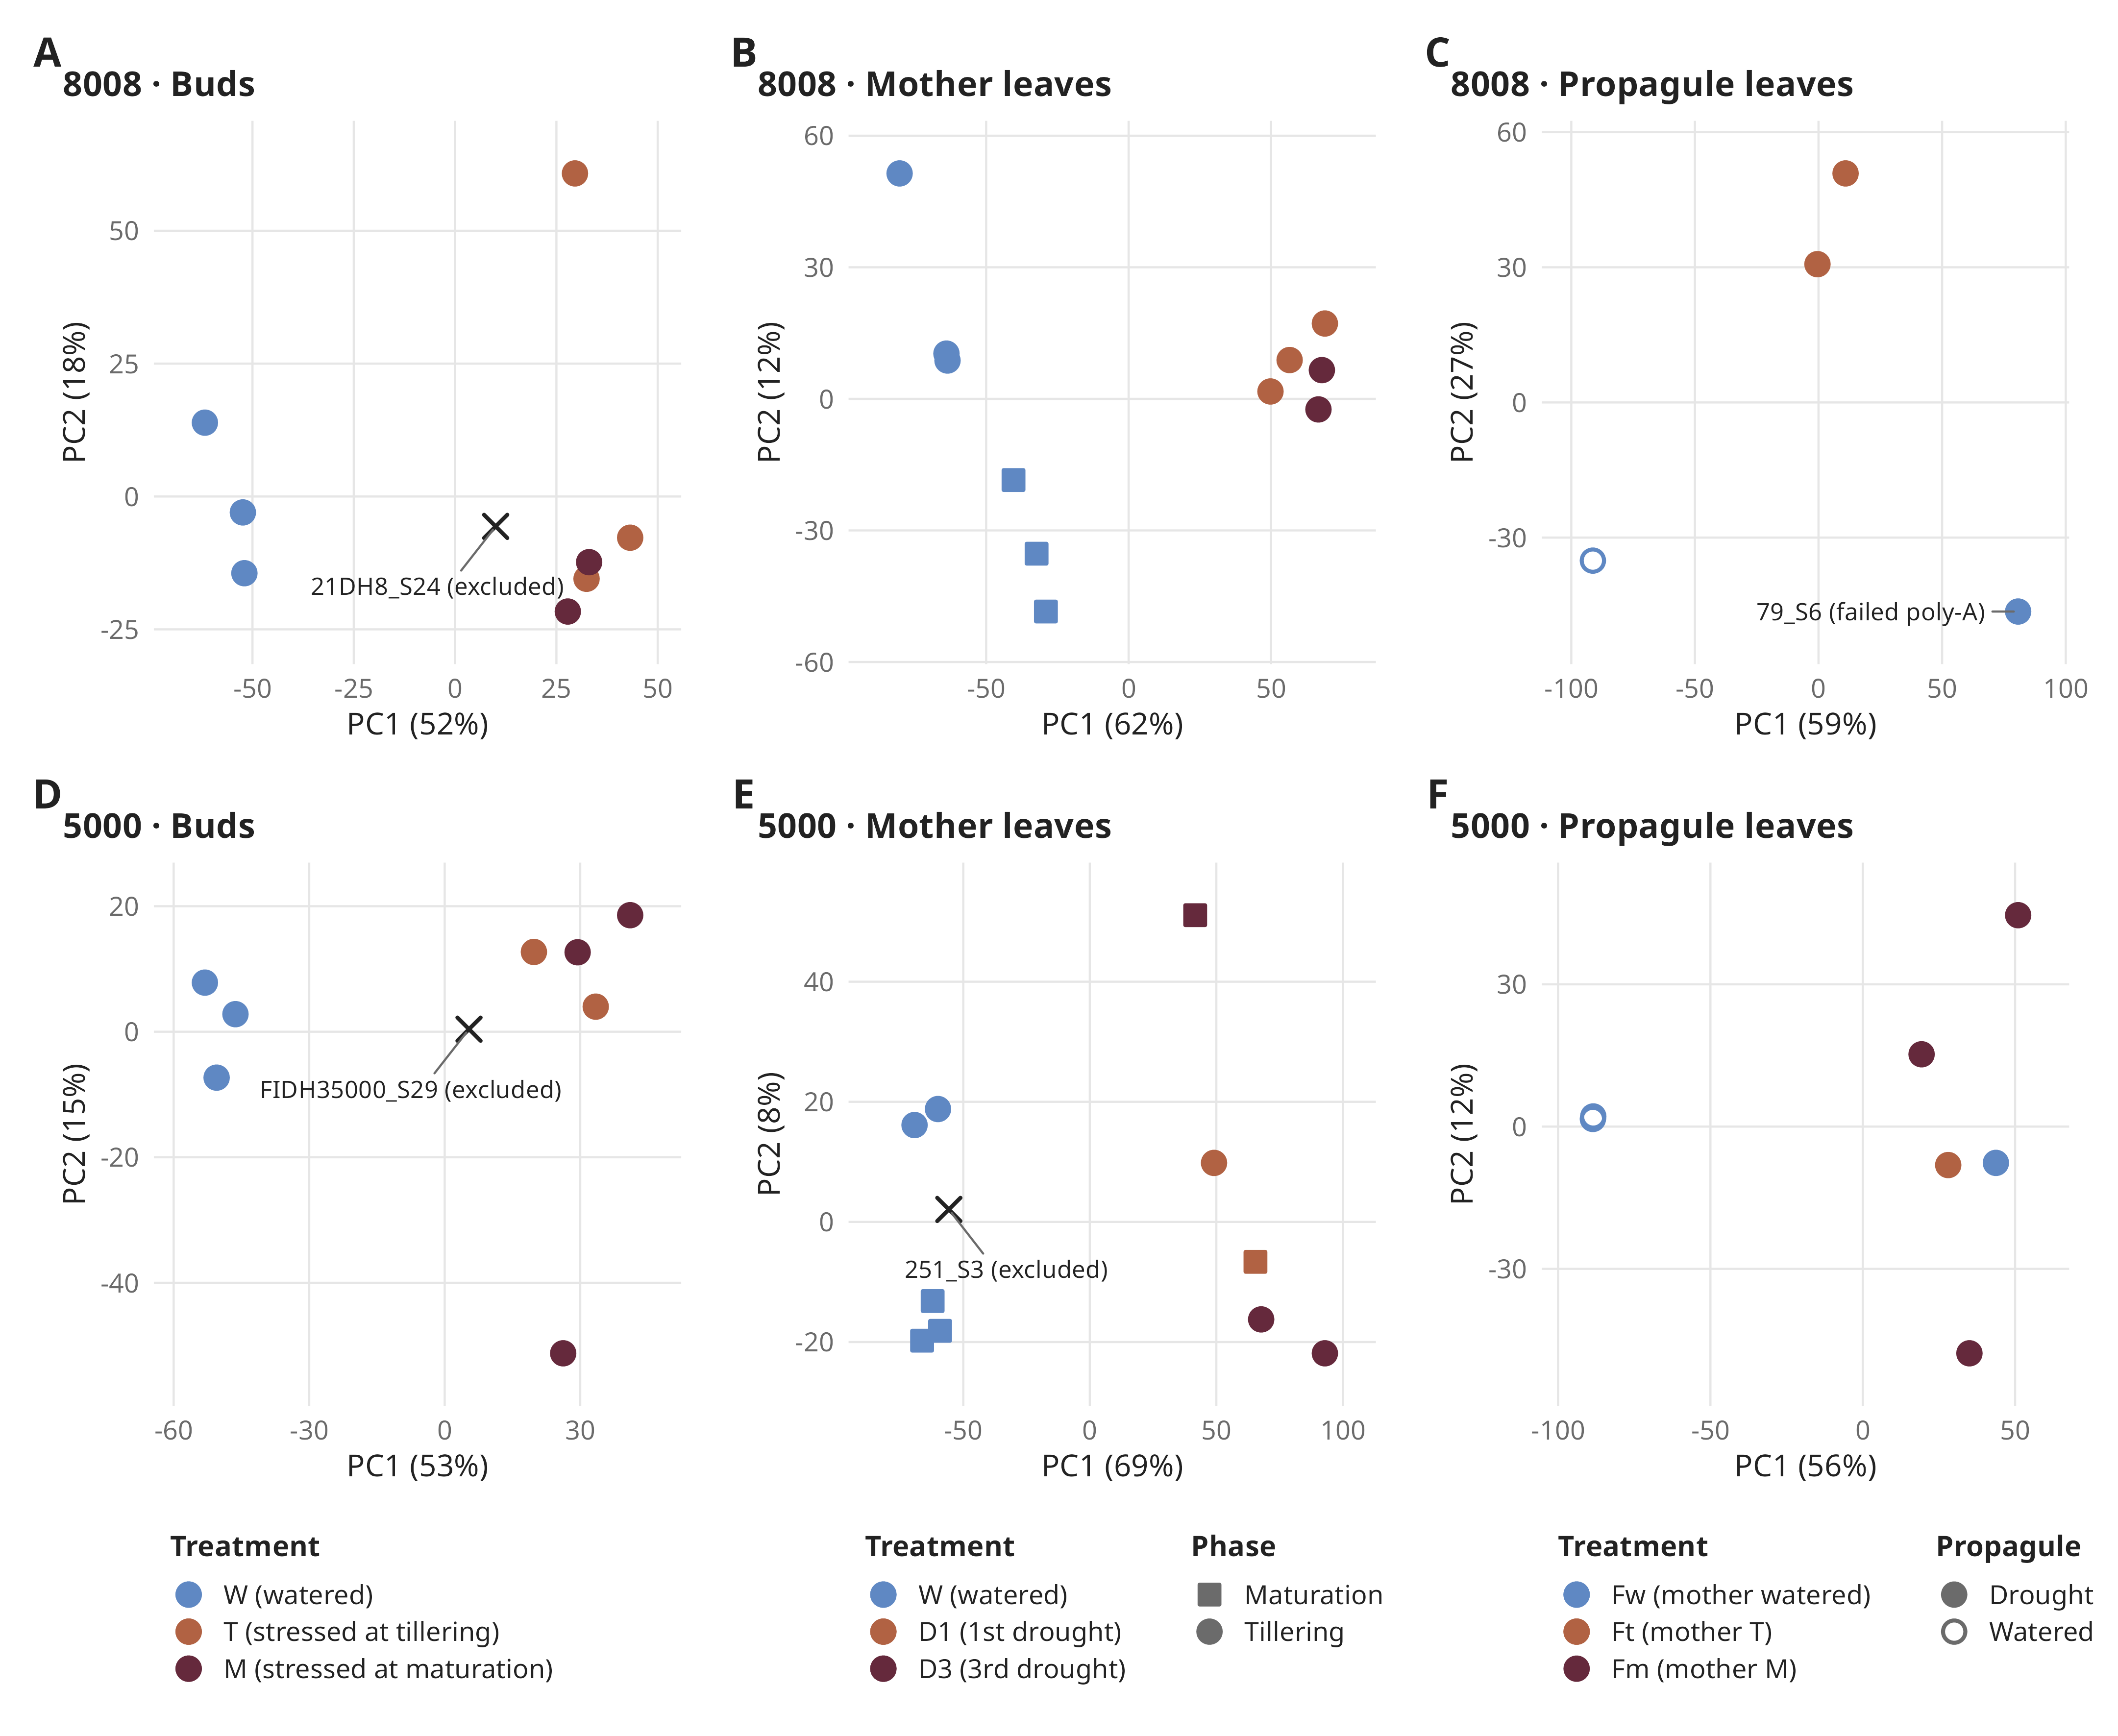 A
8008 · Buds
PC2 (18%)
50
25
0
-25
21DH8_S24 (excluded)
-50
-25
0
25
50
PC1 (52%)
B
8008 · Mother leaves
PC2 (12%)
60
30
0
-30
-60
-50
0
50
PC1 (62%)
C
8008 · Propagule leaves
PC2 (27%)
60
30
0
-30
79_S6 (failed poly-A)
-100
-50
0
50
100
PC1 (59%)
D
5000 · Buds
PC2 (15%)
20
0
-20
-40
FIDH35000_S29 (excluded)
-60
-30
0
30
PC1 (53%)
E
5000 · Mother leaves
PC2 (8%)
40
20
0
-20
251_S3 (excluded)
-50
0
50
100
PC1 (69%)
F
5000 · Propagule leaves
PC2 (12%)
30
0
-30
-100
-50
0
50
PC1 (56%)
Treatment
W (watered)
T (stressed at tillering)
M (stressed at maturation)
Treatment
W (watered)
D1 (1st drought)
D3 (3rd drought)
Phase
Maturation
Tillering
Treatment
Fw (mother watered)
Ft (mother T)
Fm (mother M)
Propagule
Drought
Watered